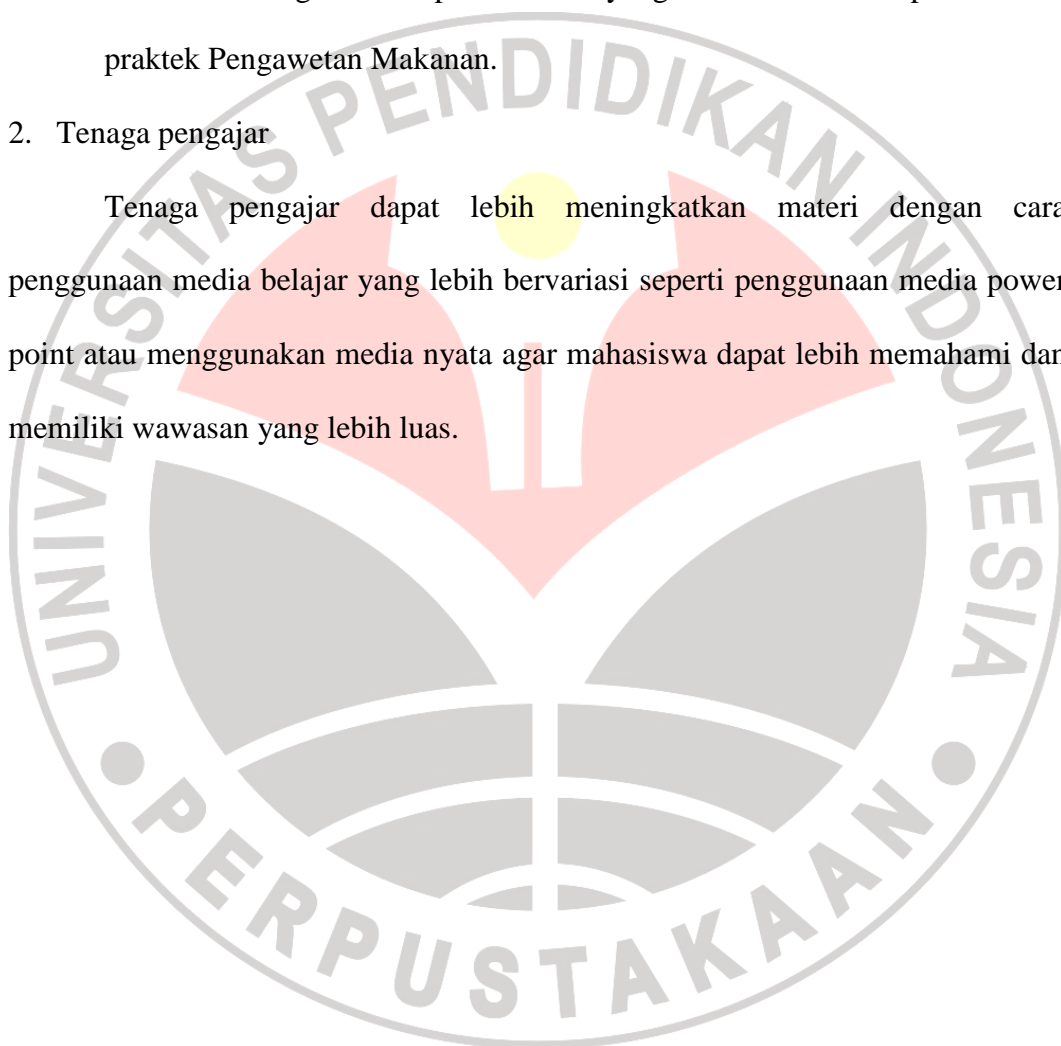 praktek Pengawetan Makanan.
2. Tenaga pengajar
Tenaga pengajar dapat lebih meningkatkan materi dengan cara
penggunaan media belajar yang lebih bervariasi seperti penggunaan media power
point atau menggunakan media nyata agar mahasiswa dapat lebih memahami dan
memiliki wawasan yang lebih luas.
UNIVERSITAS PENDIDIKAN INDONESIA
PERPUSTAKAAN